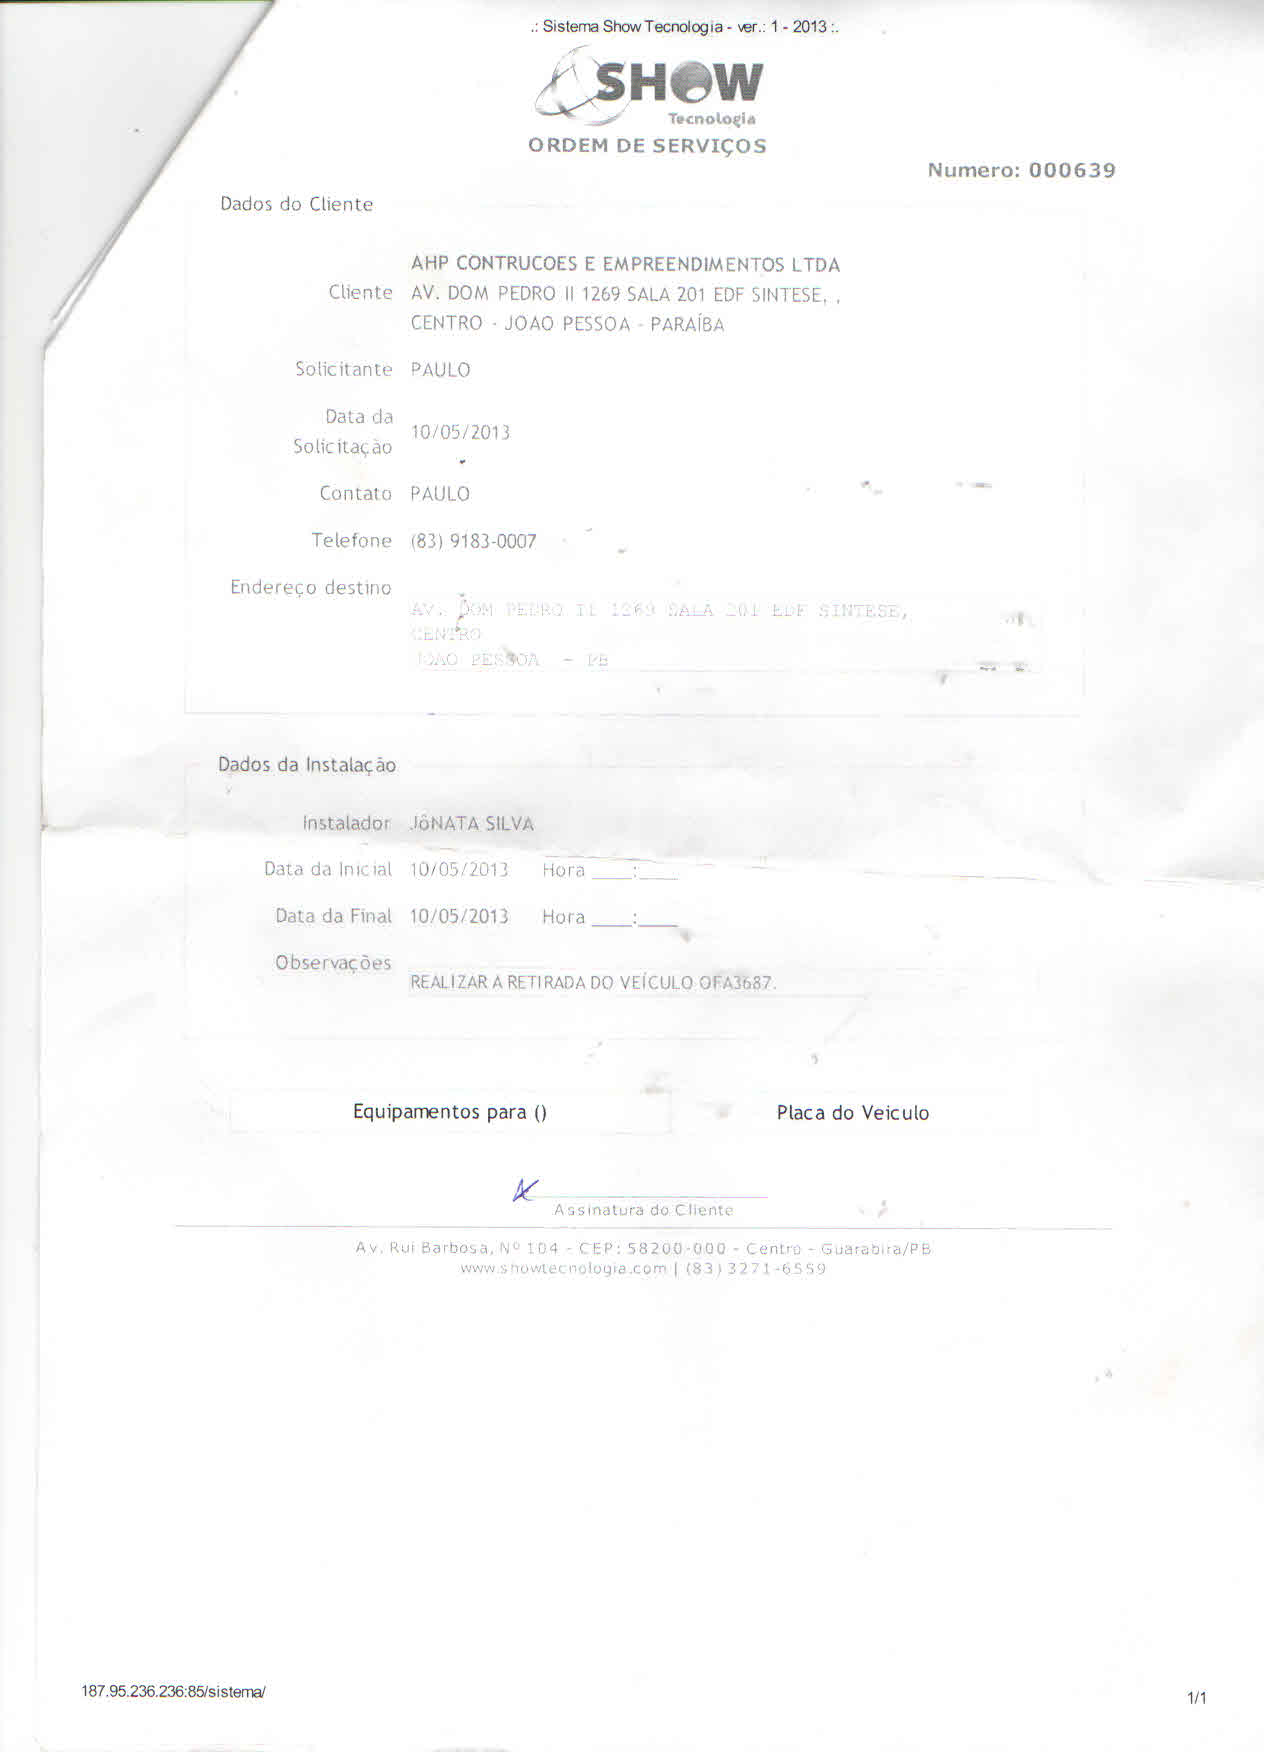 .: Sistema Show Tecnologia - ver.: 1 - 2013 :.
SHOW
Tecnologia
ORDEM DE SERVIÇOS
Numero: 000639
Dados do Cliente
AHP CONTRUCOES E EMPREENDIMENTOS LTDA
Cliente AV. DOM PEDRO II 1269 SALA 201 EDF SINTESE, ,
CENTRO - JOAO PESSOA - PARAÍBA
Solicitante PAULO
Data da
Solicitação 10/05/2013
Contato PAULO
Telefone (83) 9183-0007
Endereço destino
AV. DOM PEDRO II 1269 SALA 201 EDF SINTESE,
CENTRO
JOAO PESSOA - PB
Dados da Instalação
Instalador JôNATA SILVA
Data da Inicial 10/05/2013 Hora ____:____
Data da Final 10/05/2013 Hora ____:____
Observações
REALIZAR A RETIRADA DO VEÍCULO OFA3687.
Equipamentos para () Placa do Veiculo
Assinatura do Cliente
Av. Rui Barbosa, Nº 104 - CEP: 58200-000 - Centro - Guarabira/PB
www.showtecnologia.com | (83) 3271-6559
187.95.236.236:85/sistema/
1/1